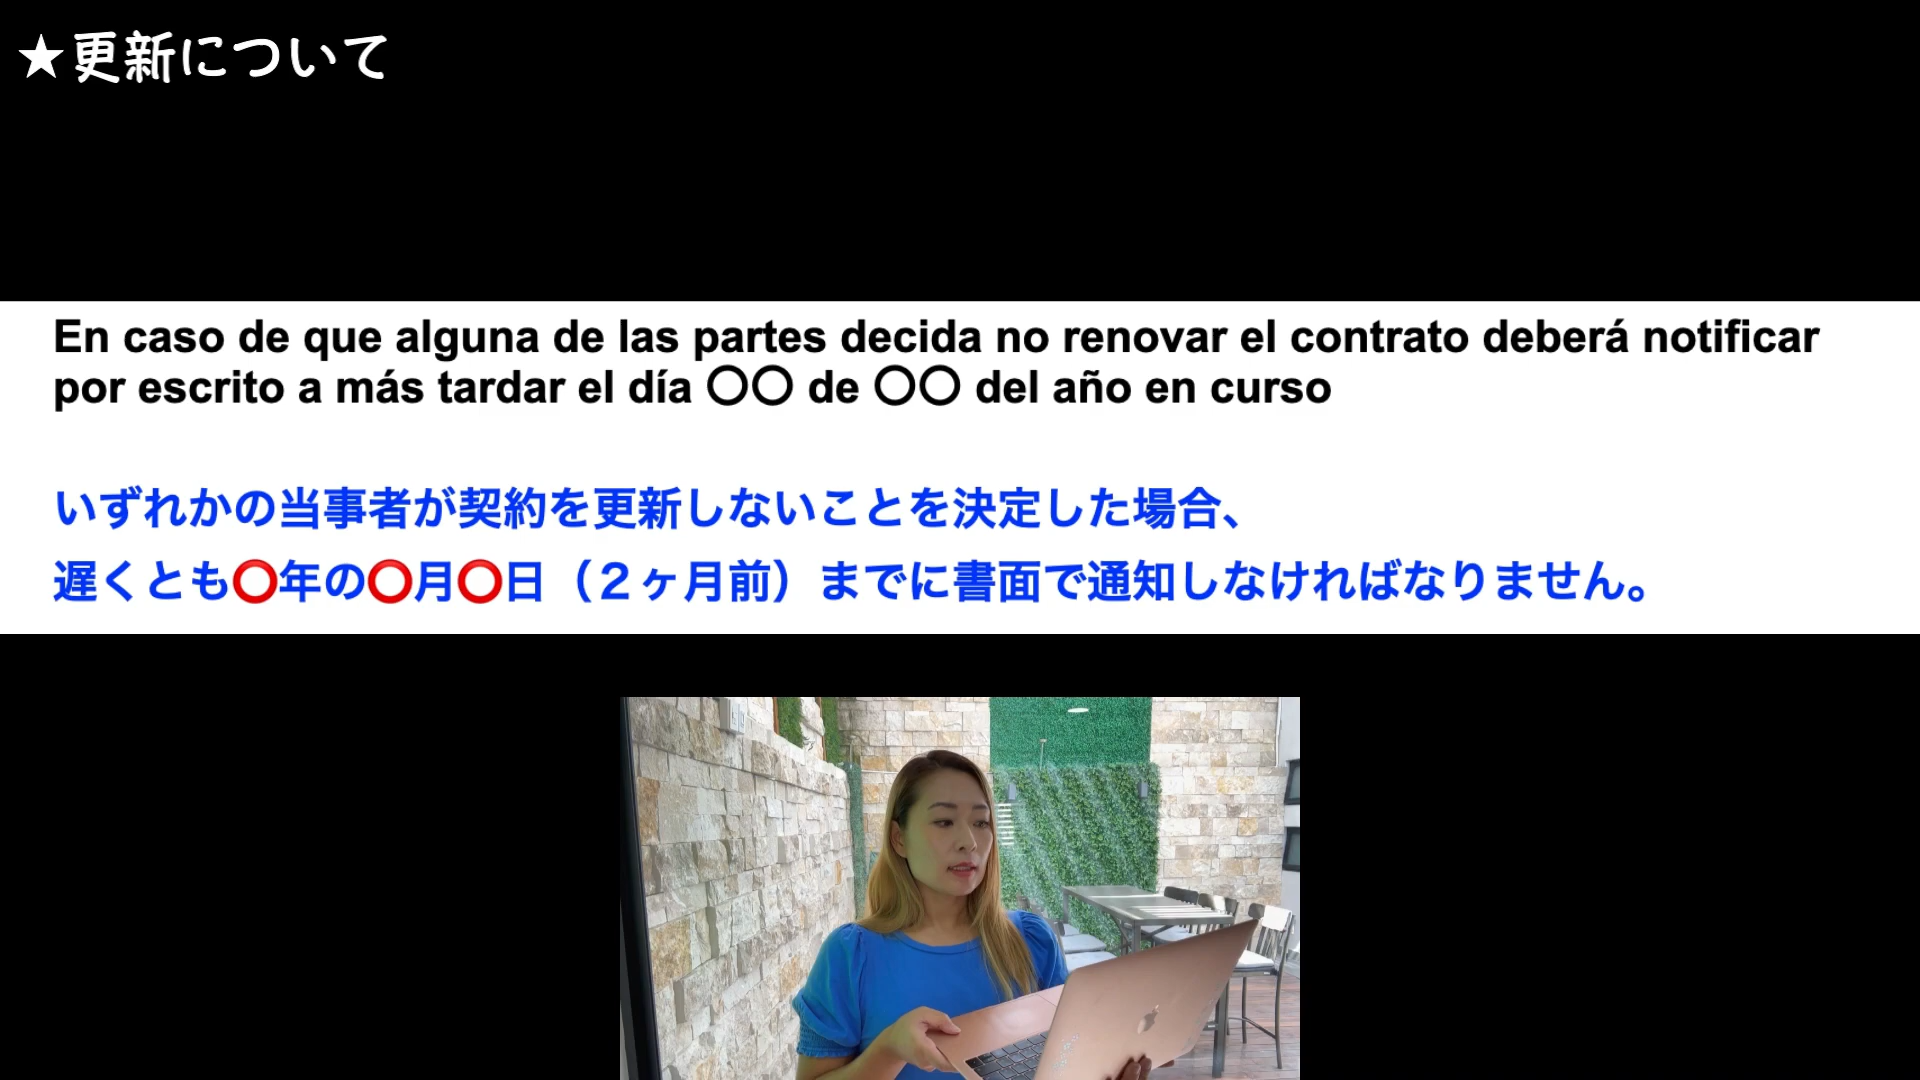 ★更新について
En caso de que alguna de las partes decida no renovar el contrato deberá notificar
por escrito a más tardar el día 〇〇 de 〇〇 del año en curso
いずれかの当事者が契約を更新しないことを決定した場合、
遅くとも⭕年の⭕月⭕日（２ヶ月前）までに書面で通知しなければなりません。